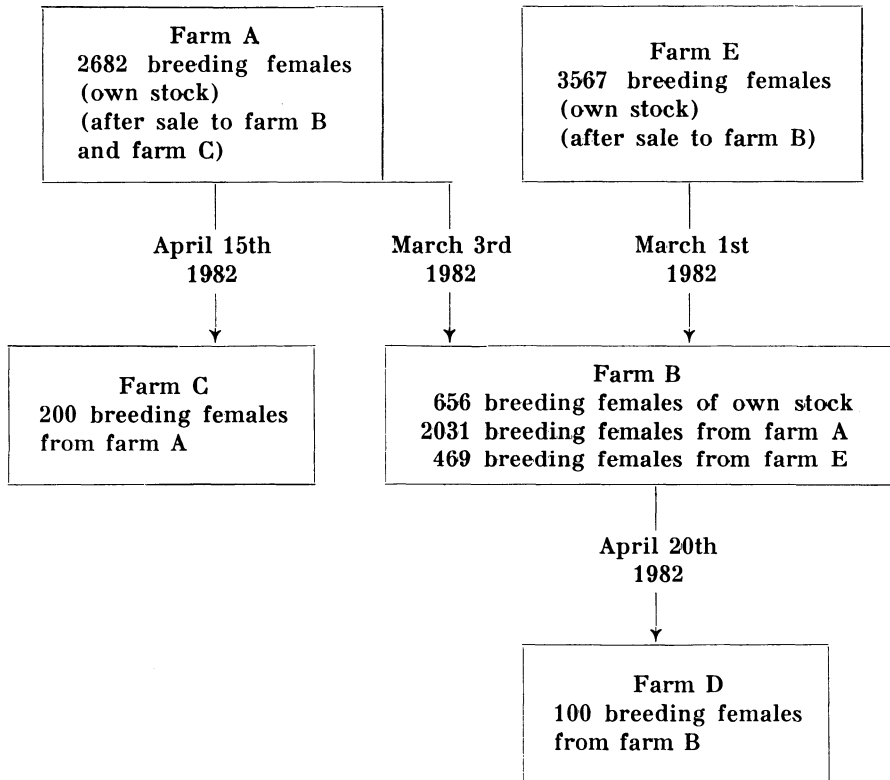 Farm A
2682 breeding females
(own stock)
(after sale to farm B
and farm C)
Farm E
3567 breeding females
(own stock)
(after sale to farm B)
April 15th
1982
March 3rd
1982
March 1st
1982
Farm C
200 breeding females
from farm A
Farm B
656 breeding females of own stock
2031 breeding females from farm A
469 breeding females from farm E
April 20th
1982
Farm D
100 breeding females
from farm B